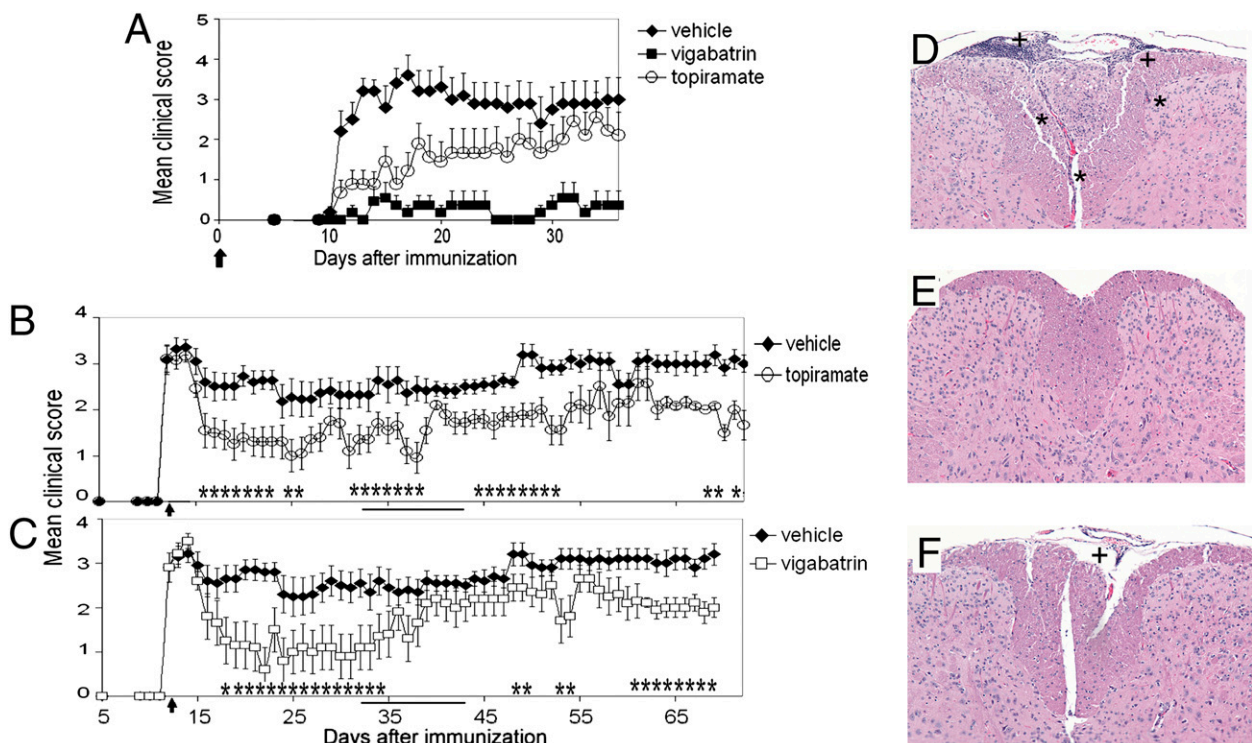 A
Mean clinical score
5
4
3
2
1
0
vehicle
vigabatrin
topiramate
0 10 20 30
Days after immunization
B
Mean clinical score
4
3
2
1
0
vehicle
topiramate
******** ** ******** ********* ** *
C
4
3
2
1
0
vehicle
vigabatrin
***************** ** ** *********
5 15 25 35 45 55 65
Days after immunization
D
+
+
*
*
*
E
F
+